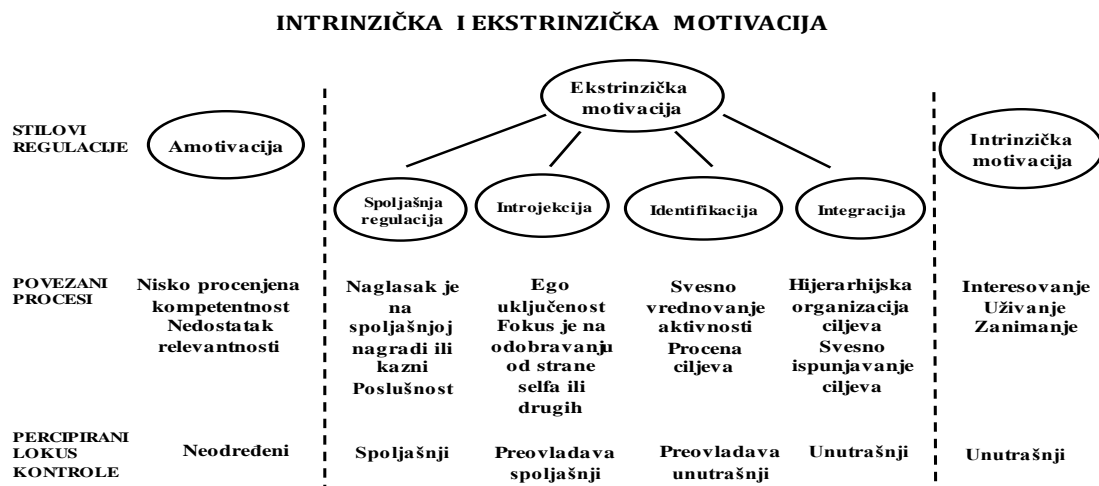 INTRINZIČKA I EKSTRINZIČKA MOTIVACIJA
STILOVI
REGULACIJE
Amotivacija
Ekstrinzička
motivacija
Intrinzička
motivacija
Spoljašnja
regulacija
Introjekcija
Identifikacija
Integracija
POVEZANI
PROCESI
Nisko procenjena
kompetentnost
Nedostatak
relevantnosti
Naglasak je
na
spoljašnjoj
nagradi ili
kazni
Poslušnost
Ego
uključenost
Fokus je na
odobravanju
od strane
selfa ili
drugih
Svesno
vrednovanje
aktivnosti
Procena
ciljeva
Hijerarhijska
organizacija
ciljeva
Svesno
ispunjavanje
ciljeva
Interesovanje
Uživanje
Zanimanje
PERCIPIRANI
LOKUS
KONTROLE
Neodređeni
Spoljašnji
Preovladava
spoljašnji
Preovladava
unutrašnji
Unutrašnji
Unutrašnji